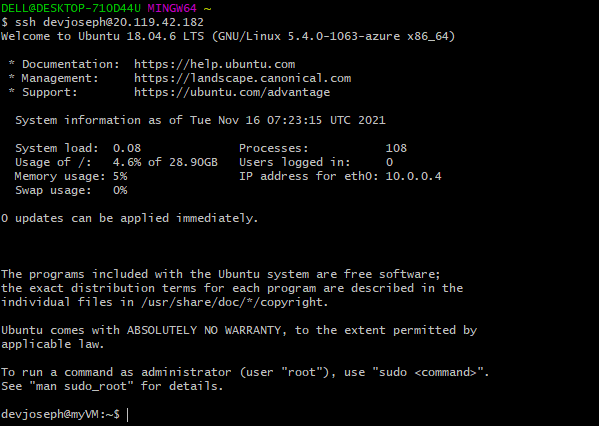 DELL@DESKTOP-71OD44U MINGW64 ~
$ ssh devjoseph@20.119.42.182
Welcome to Ubuntu 18.04.6 LTS (GNU/Linux 5.4.0-1063-azure x86_64)
* Documentation:  https://help.ubuntu.com
* Management:     https://landscape.canonical.com
* Support:        https://ubuntu.com/advantage
System information as of Tue Nov 16 07:23:15 UTC 2021
System load:  0.08              Processes:           108
Usage of /:   4.6% of 28.90GB   Users logged in:     0
Memory usage: 5%                IP address for eth0: 10.0.0.4
Swap usage:   0%
0 updates can be applied immediately.
The programs included with the Ubuntu system are free software;
the exact distribution terms for each program are described in the
individual files in /usr/share/doc/*/copyright.
Ubuntu comes with ABSOLUTELY NO WARRANTY, to the extent permitted by
applicable law.
To run a command as administrator (user "root"), use "sudo <command>".
See "man sudo_root" for details.
devjoseph@myVM:~$